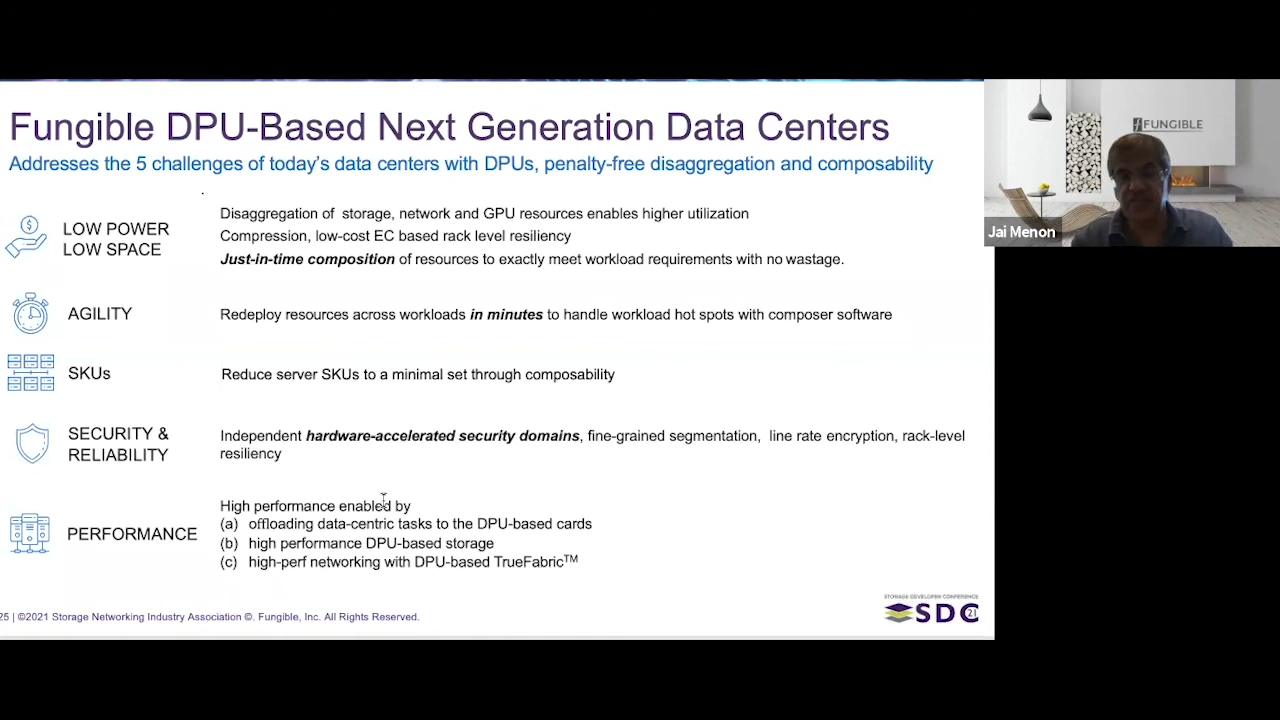 Fungible DPU-Based Next Generation Data Centers
Addresses the 5 challenges of today's data centers with DPUs, penalty-free disaggregation and composability
FUNGIBLE
Jai Menon
LOW POWER
LOW SPACE
Disaggregation of storage, network and GPU resources enables higher utilization
Compression, low-cost EC based rack level resiliency
Just-in-time composition of resources to exactly meet workload requirements with no wastage.
AGILITY
Redeploy resources across workloads in minutes to handle workload hot spots with composer software
SKUs
Reduce server SKUs to a minimal set through composability
SECURITY &
RELIABILITY
Independent hardware-accelerated security domains, fine-grained segmentation, line rate encryption, rack-level
resiliency
PERFORMANCE
High performance enabled by
(a) offloading data-centric tasks to the DPU-based cards
(b) high performance DPU-based storage
(c) high-perf networking with DPU-based TrueFabric™
25 | ©2021 Storage Networking Industry Association ©. Fungible, Inc. All Rights Reserved.
STORAGE DEVELOPER CONFERENCE
SDC 21